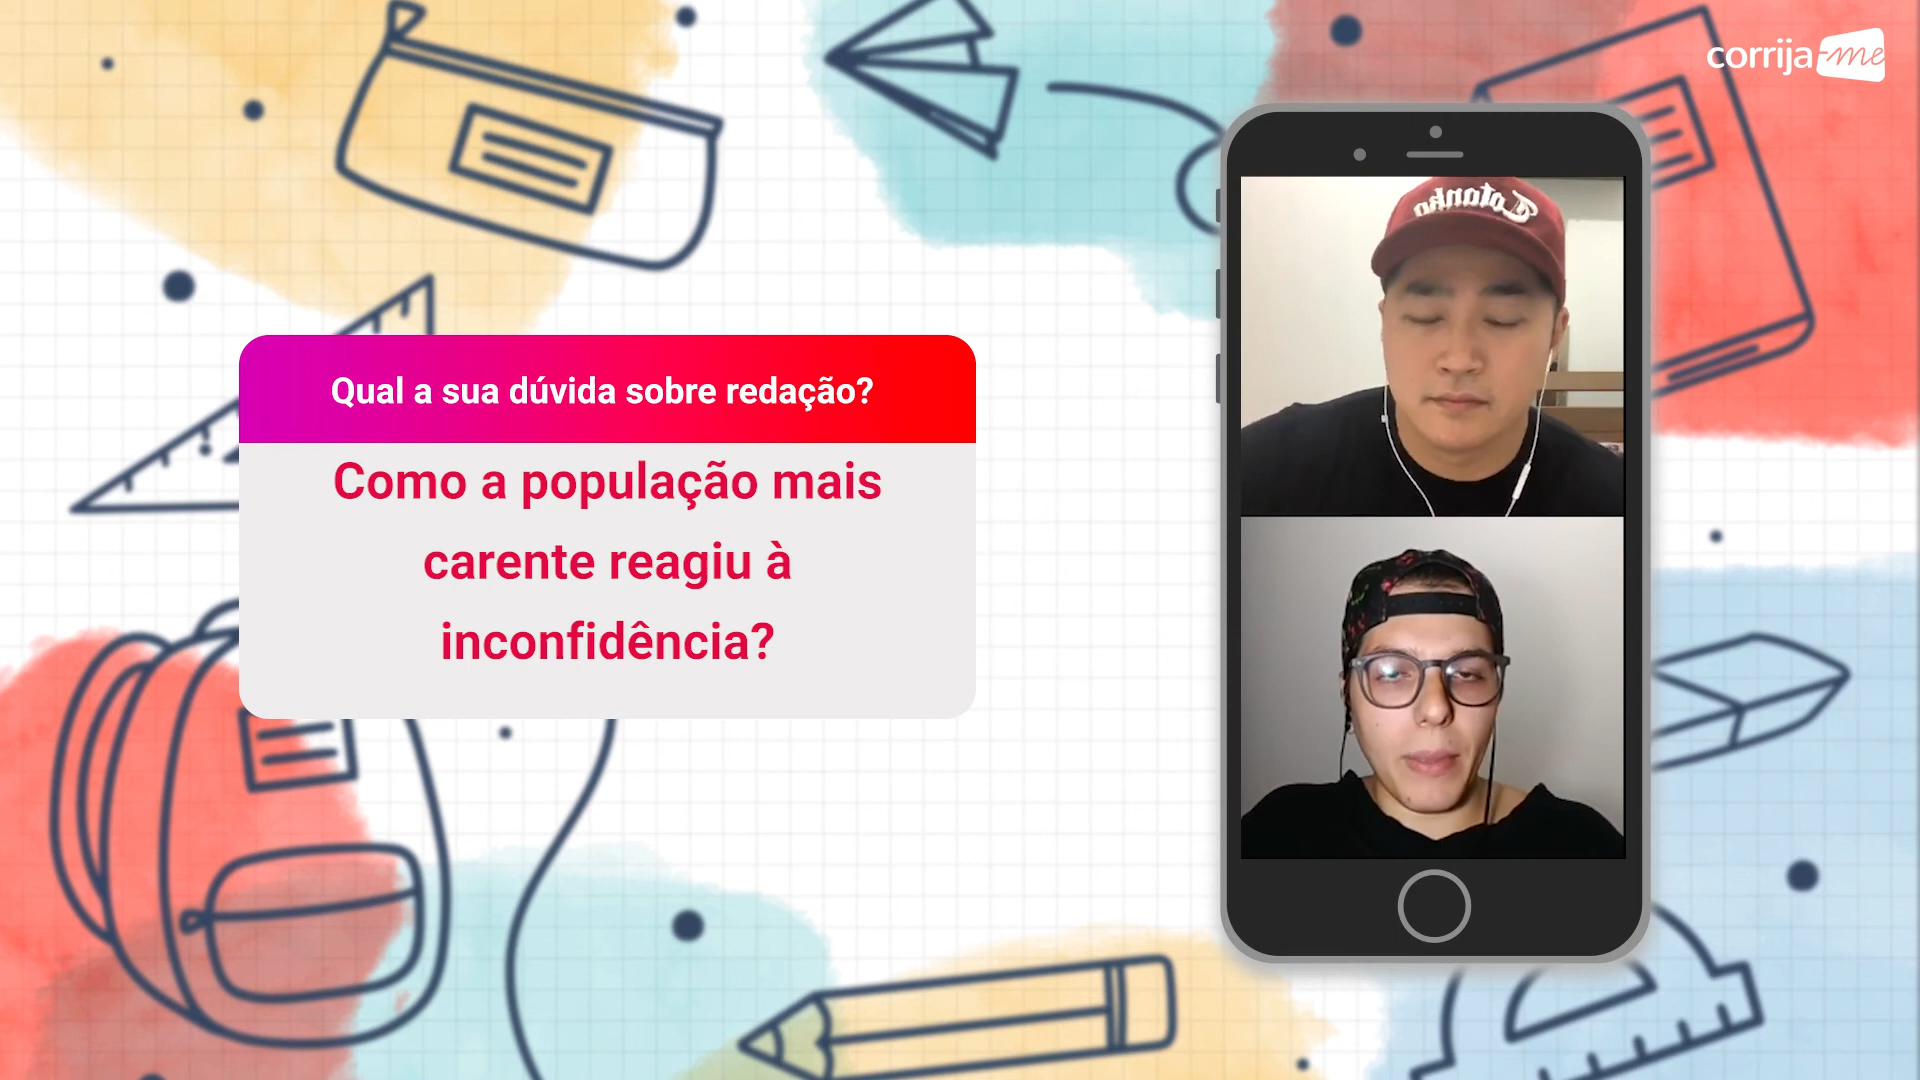 corrija-me
Qual a sua dúvida sobre redação?
Como a população mais
carente reagiu à
inconfidência?